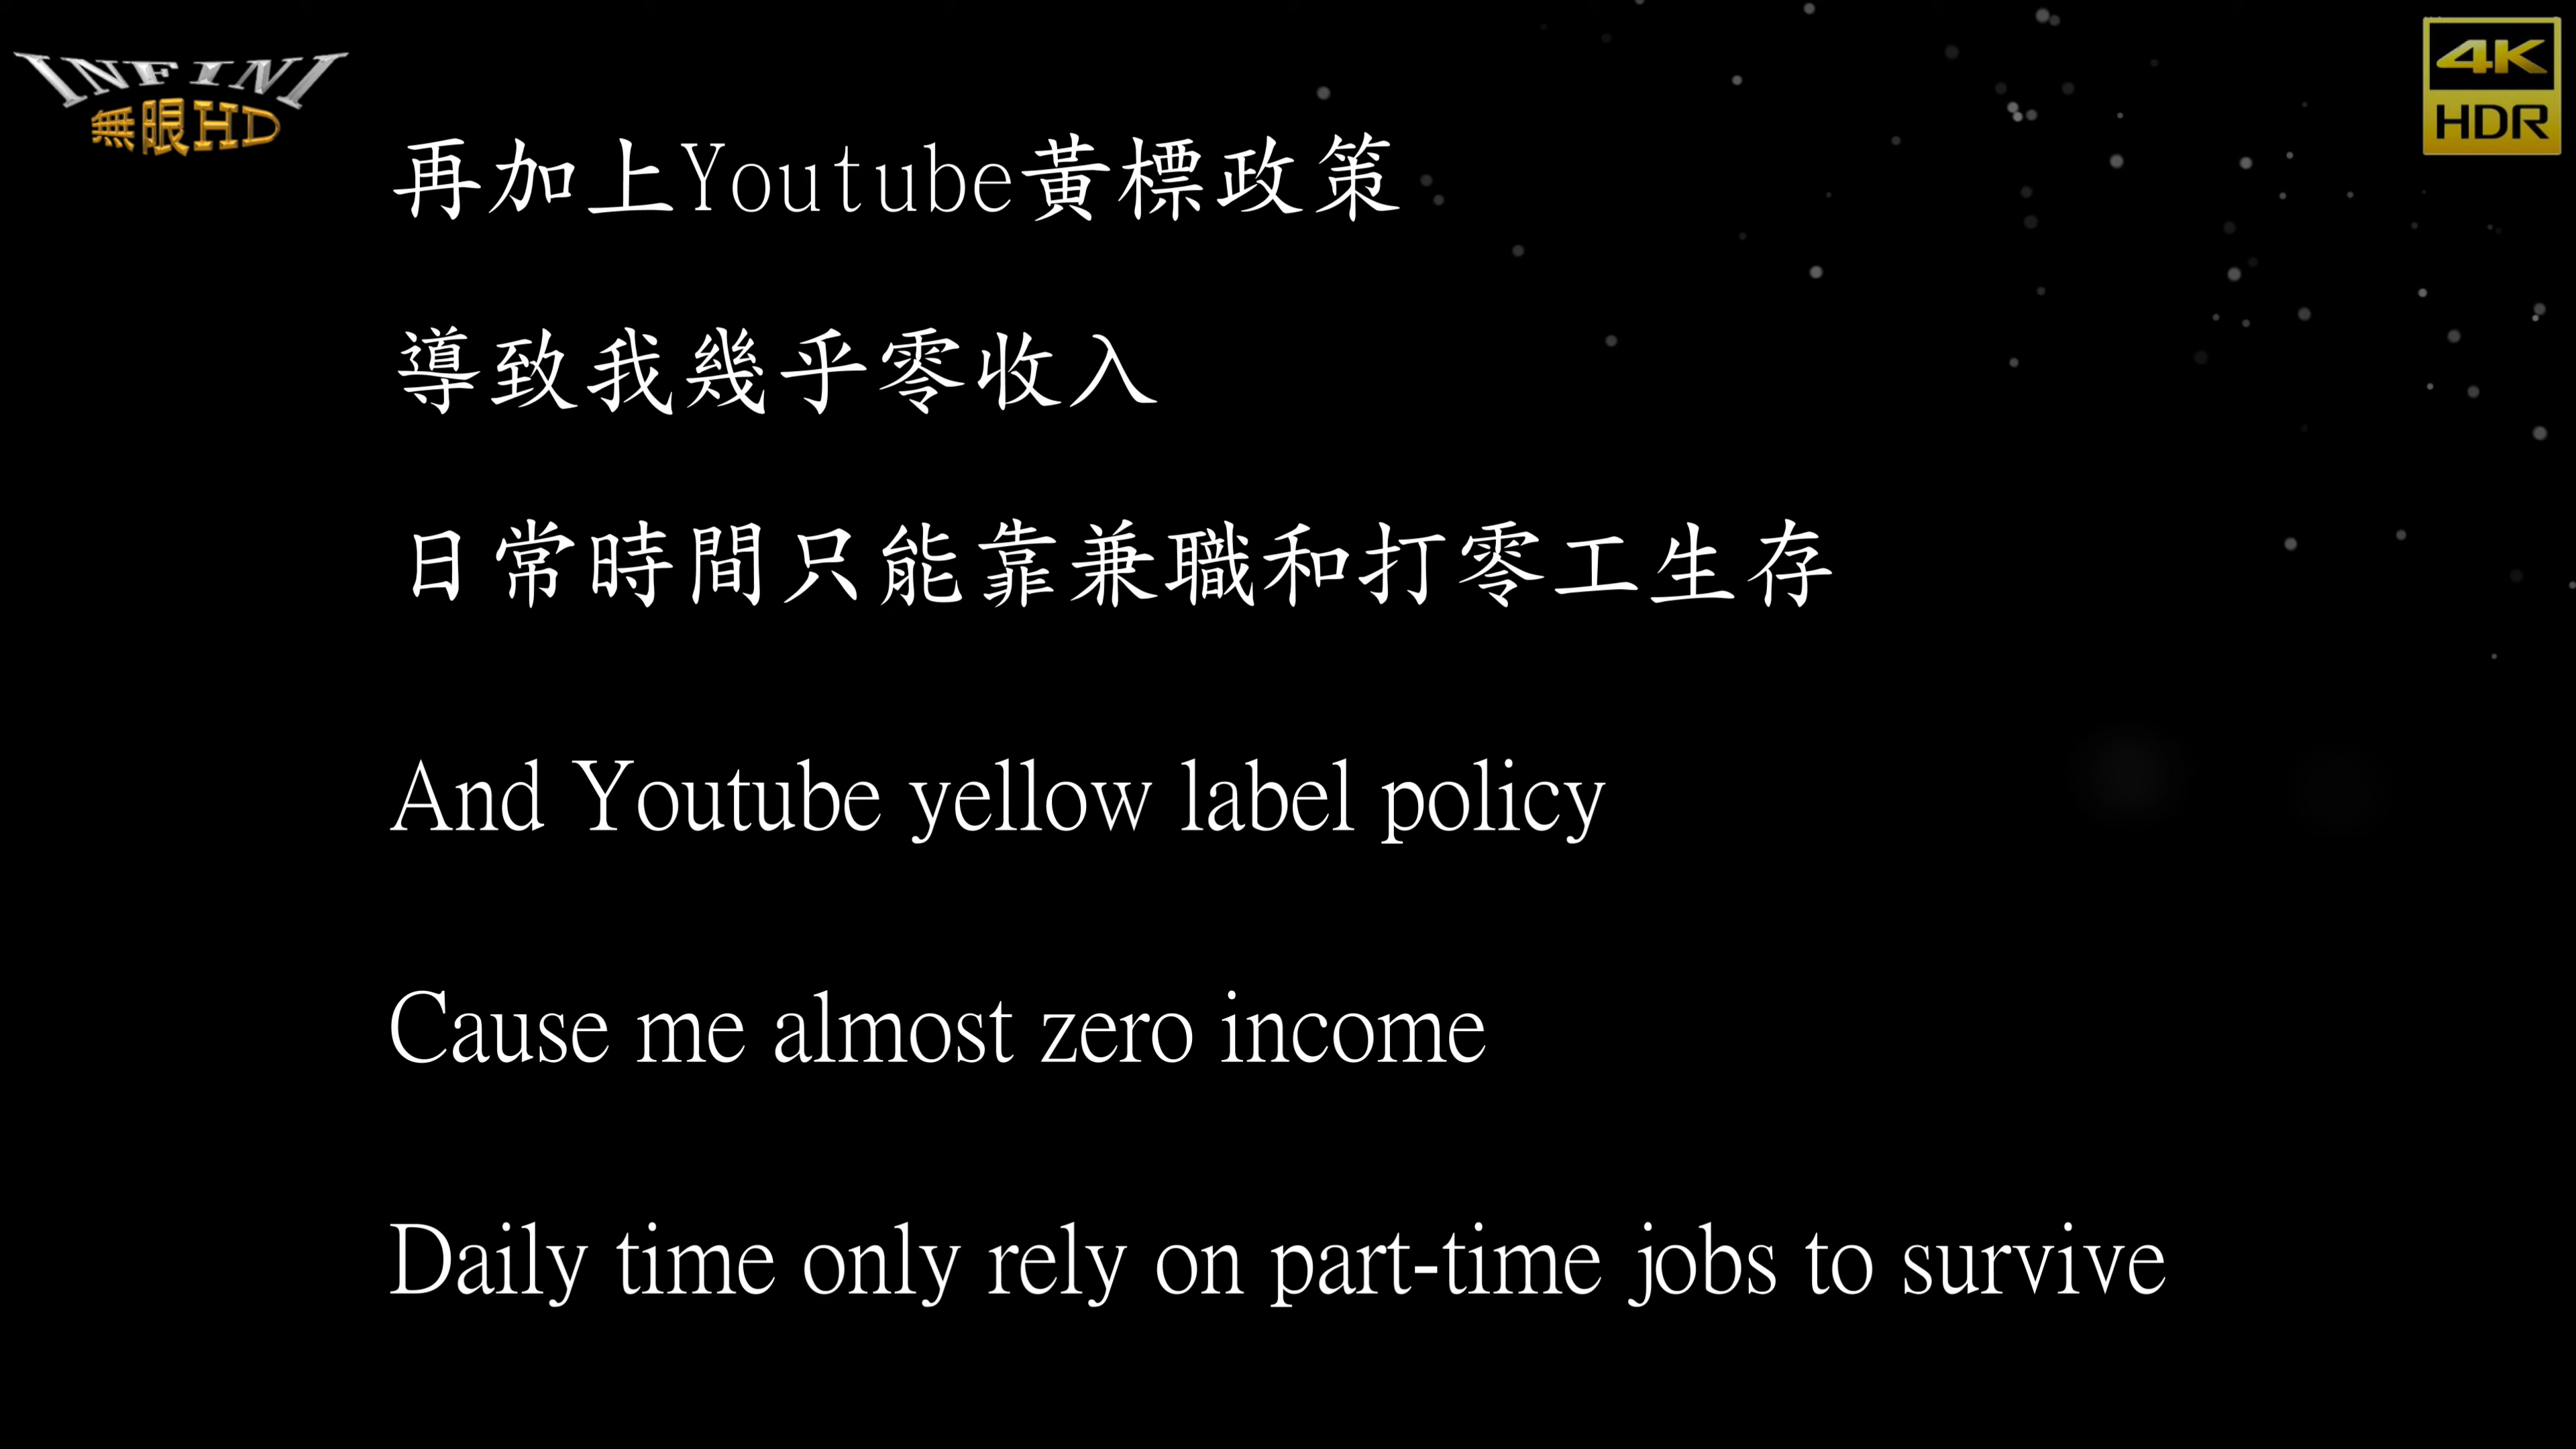 INFINI
無限HD
4K
HDR
再加上Youtube黃標政策
導致我幾乎零收入
日常時間只能靠兼職和打零工生存
And Youtube yellow label policy
Cause me almost zero income
Daily time only rely on part-time jobs to survive